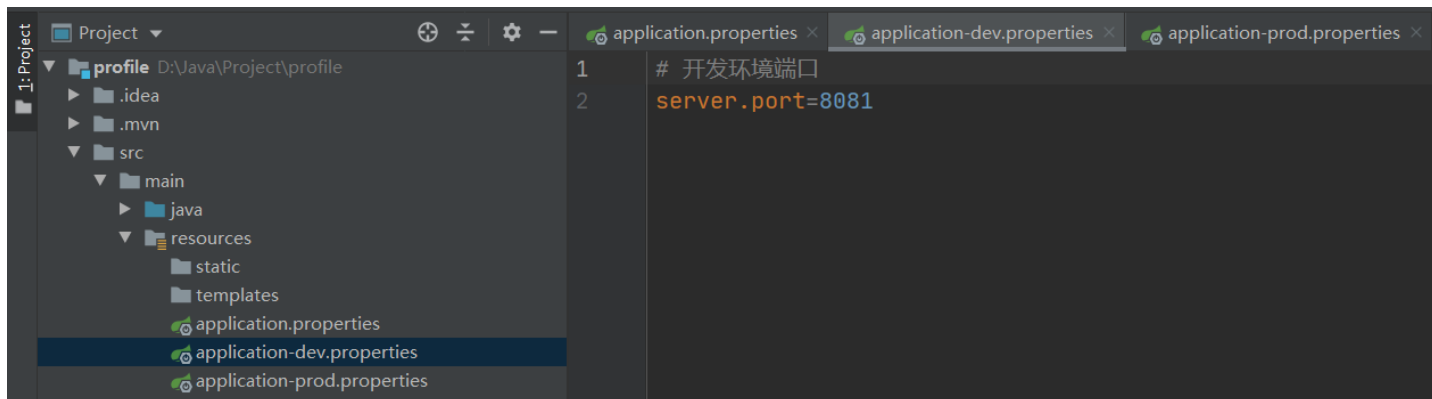 1: Project
Project
profile D:\Java\Project\profile
.idea
.mvn
src
main
java
resources
static
templates
application.properties
application-dev.properties
application-prod.properties
application.properties application-dev.properties application-prod.properties
1 # 开发环境端口
2 server.port=8081